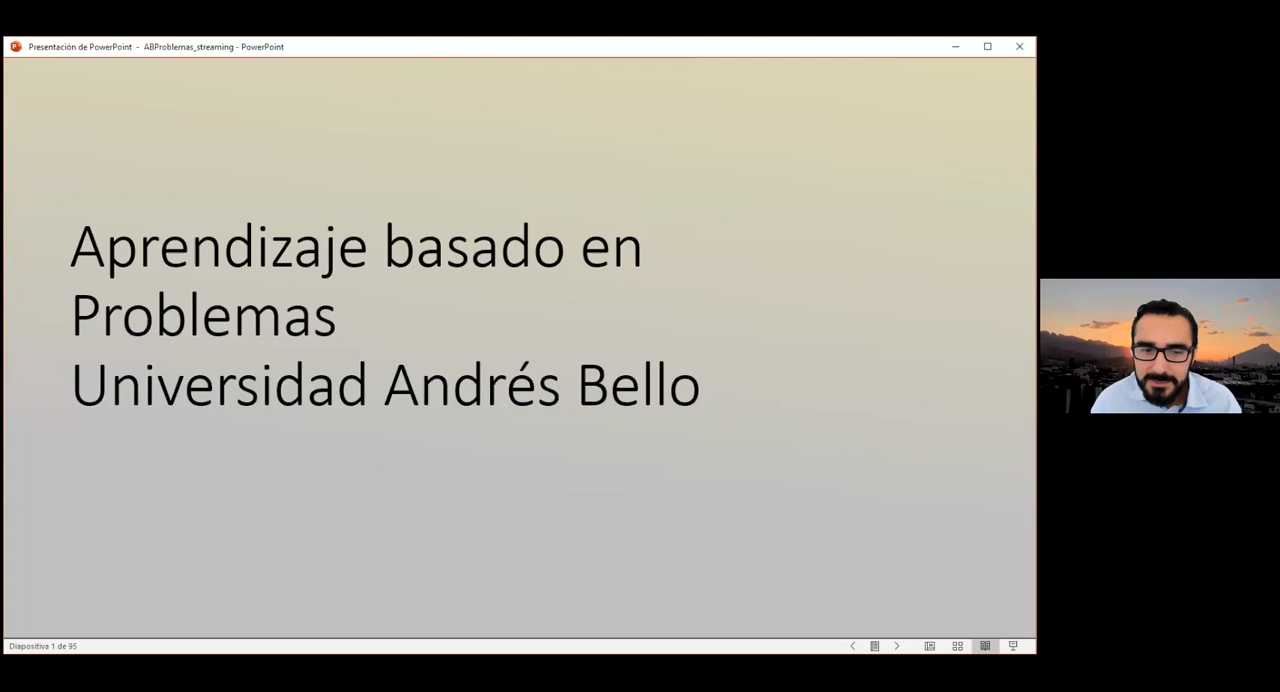 Presentación de PowerPoint - ABProblemas_streaming - PowerPoint
Aprendizaje basado en
Problemas
Universidad Andrés Bello
Diapositiva 1 de 95